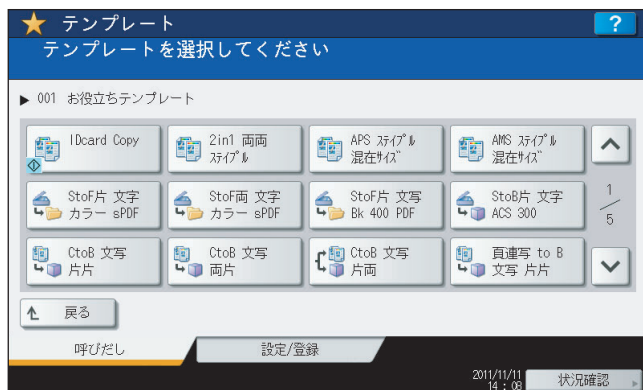 テンプレート
?
テンプレートを選択してください
▶ 001 お役立ちテンプレート
IDcard Copy
2in1 両両
ｽﾃｲﾌﾟﾙ
APS ｽﾃｲﾌﾟﾙ
混在ｻｲｽﾞ
AMS ｽﾃｲﾌﾟﾙ
混在ｻｲｽﾞ
StoF片 文字
カラー sPDF
StoF両 文字
カラー sPDF
StoF片 文写
Bk 400 PDF
StoB片 文字
ACS 300
1/5
CtoB 文写
片片
CtoB 文写
両片
CtoB 文写
片両
頁連写 to B
文写 片片
戻る
呼びだし
設定/登録
2011/11/11
14 : 08
状況確認